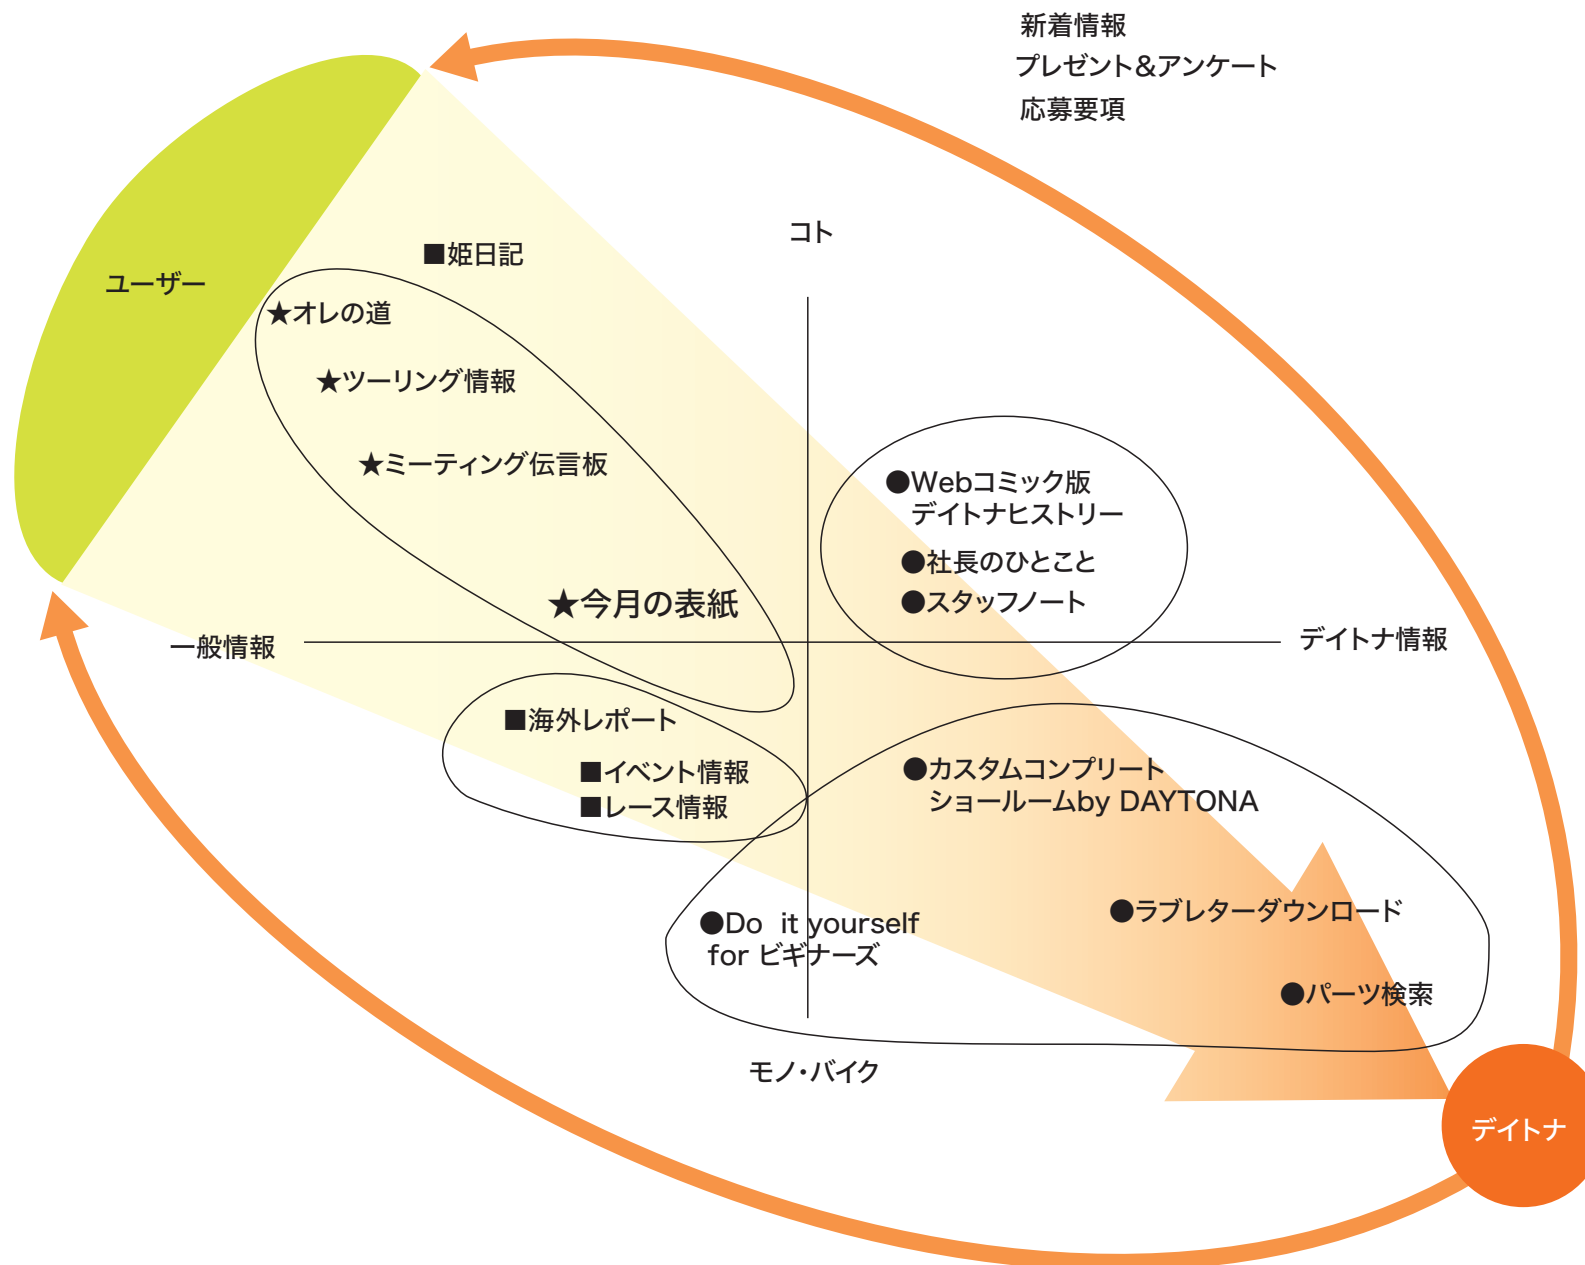 新着情報
プレゼント&アンケート
応募要項
コト
■姫日記
ユーザー
★オレの道
★ツーリング情報
★ミーティング伝言板
●Webコミック版
デイトナヒストリー
●社長のひとこと
●スタッフノート
★今月の表紙
一般情報
デイトナ情報
■海外レポート
■イベント情報
■レース情報
●カスタムコンプリート
ショールームby DAYTONA
●ラブレターダウンロード
●Do it yourself
for ビギナーズ
●パーツ検索
モノ・バイク
デイトナ